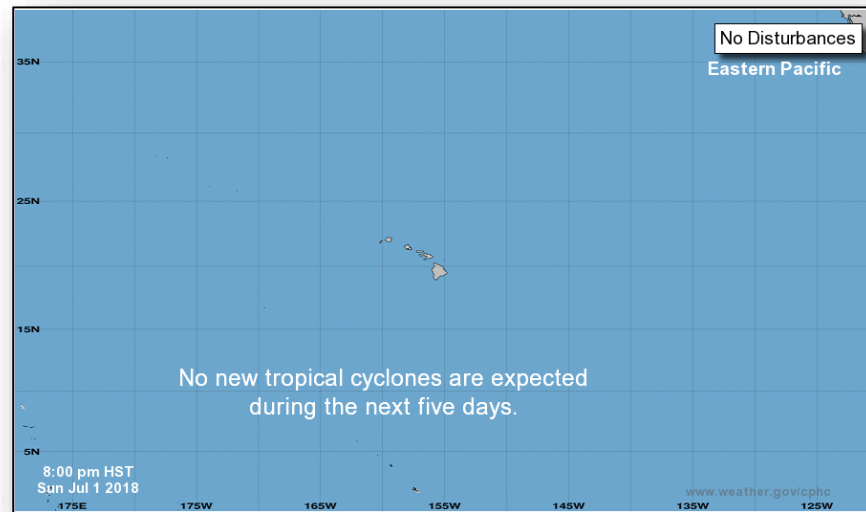 No Disturbances
Eastern Pacific
35N
25N
15N
No new tropical cyclones are expected
during the next five days.
5N
8:00 pm HST
Sun Jul 1 2018
www.weather.gov/cphc
175E 175W 165W 155W 145W 135W 125W